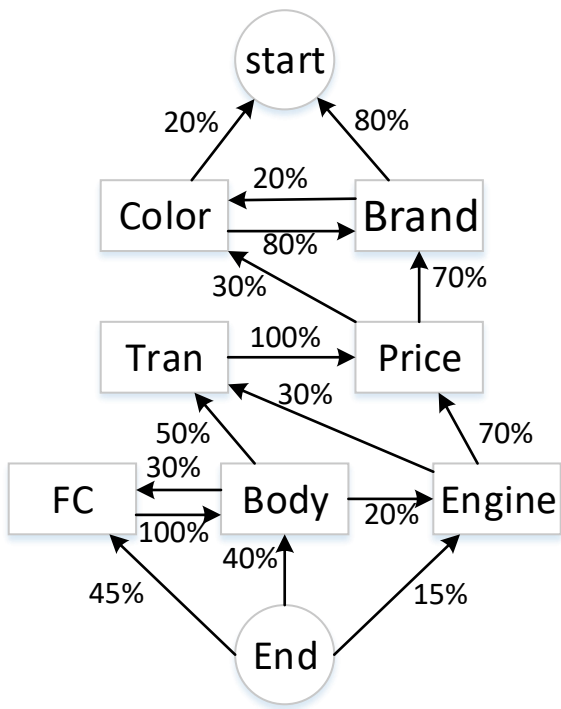 start
20%
80%
20%
Color
Brand
80%
30%
70%
100%
Tran
Price
30%
50%
70%
30%
FC
Body
Engine
100%
20%
40%
45%
15%
End